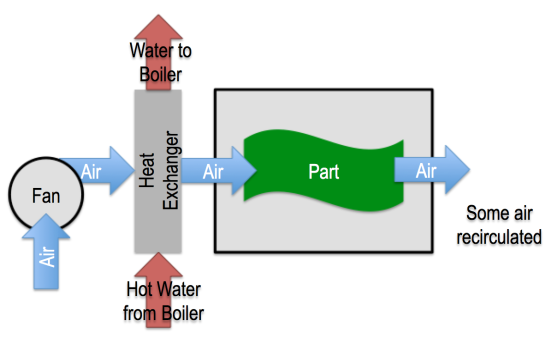 Water to
Boiler
Air
Heat
Exchanger
Air
Part
Air
Fan
Air
Some air
recirculated
Hot Water
from Boiler